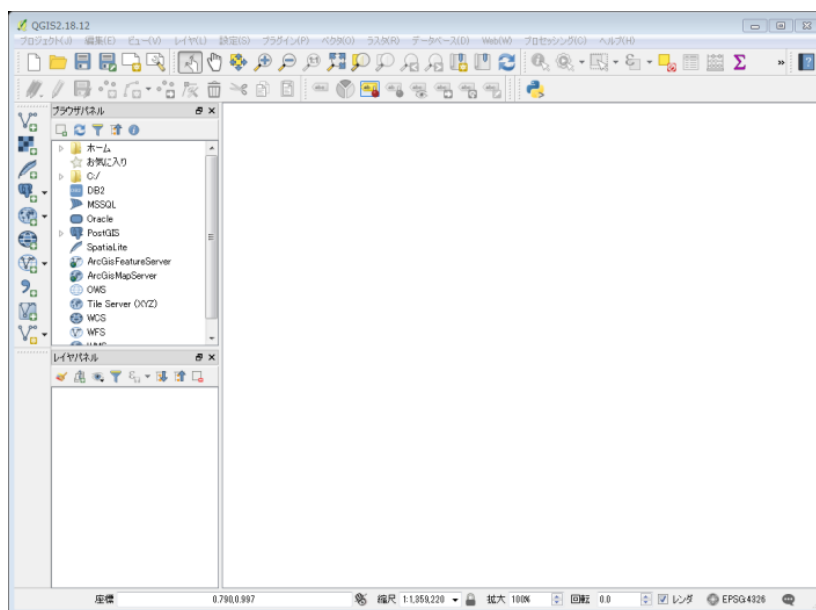 QGIS2.18.12
プロジェクト(J) 編集(E) ビュー(V) レイヤ(L) 設定(S) プラグイン(P) ベクタ(O) ラスタ(R) データベース(D) Web(W) プロセッシング(C) ヘルプ(H)
ブラウザパネル
ホーム
お気に入り
C:/
DB2
MSSQL
Oracle
PostGIS
SpatiaLite
ArcGisFeatureServer
ArcGisMapServer
OWS
Tile Server (XYZ)
WCS
WFS
レイヤパネル
座標 0.790,0.997 縮尺 1:1,359,220 拡大 100% 回転 0.0 レンダ EPSG:4326